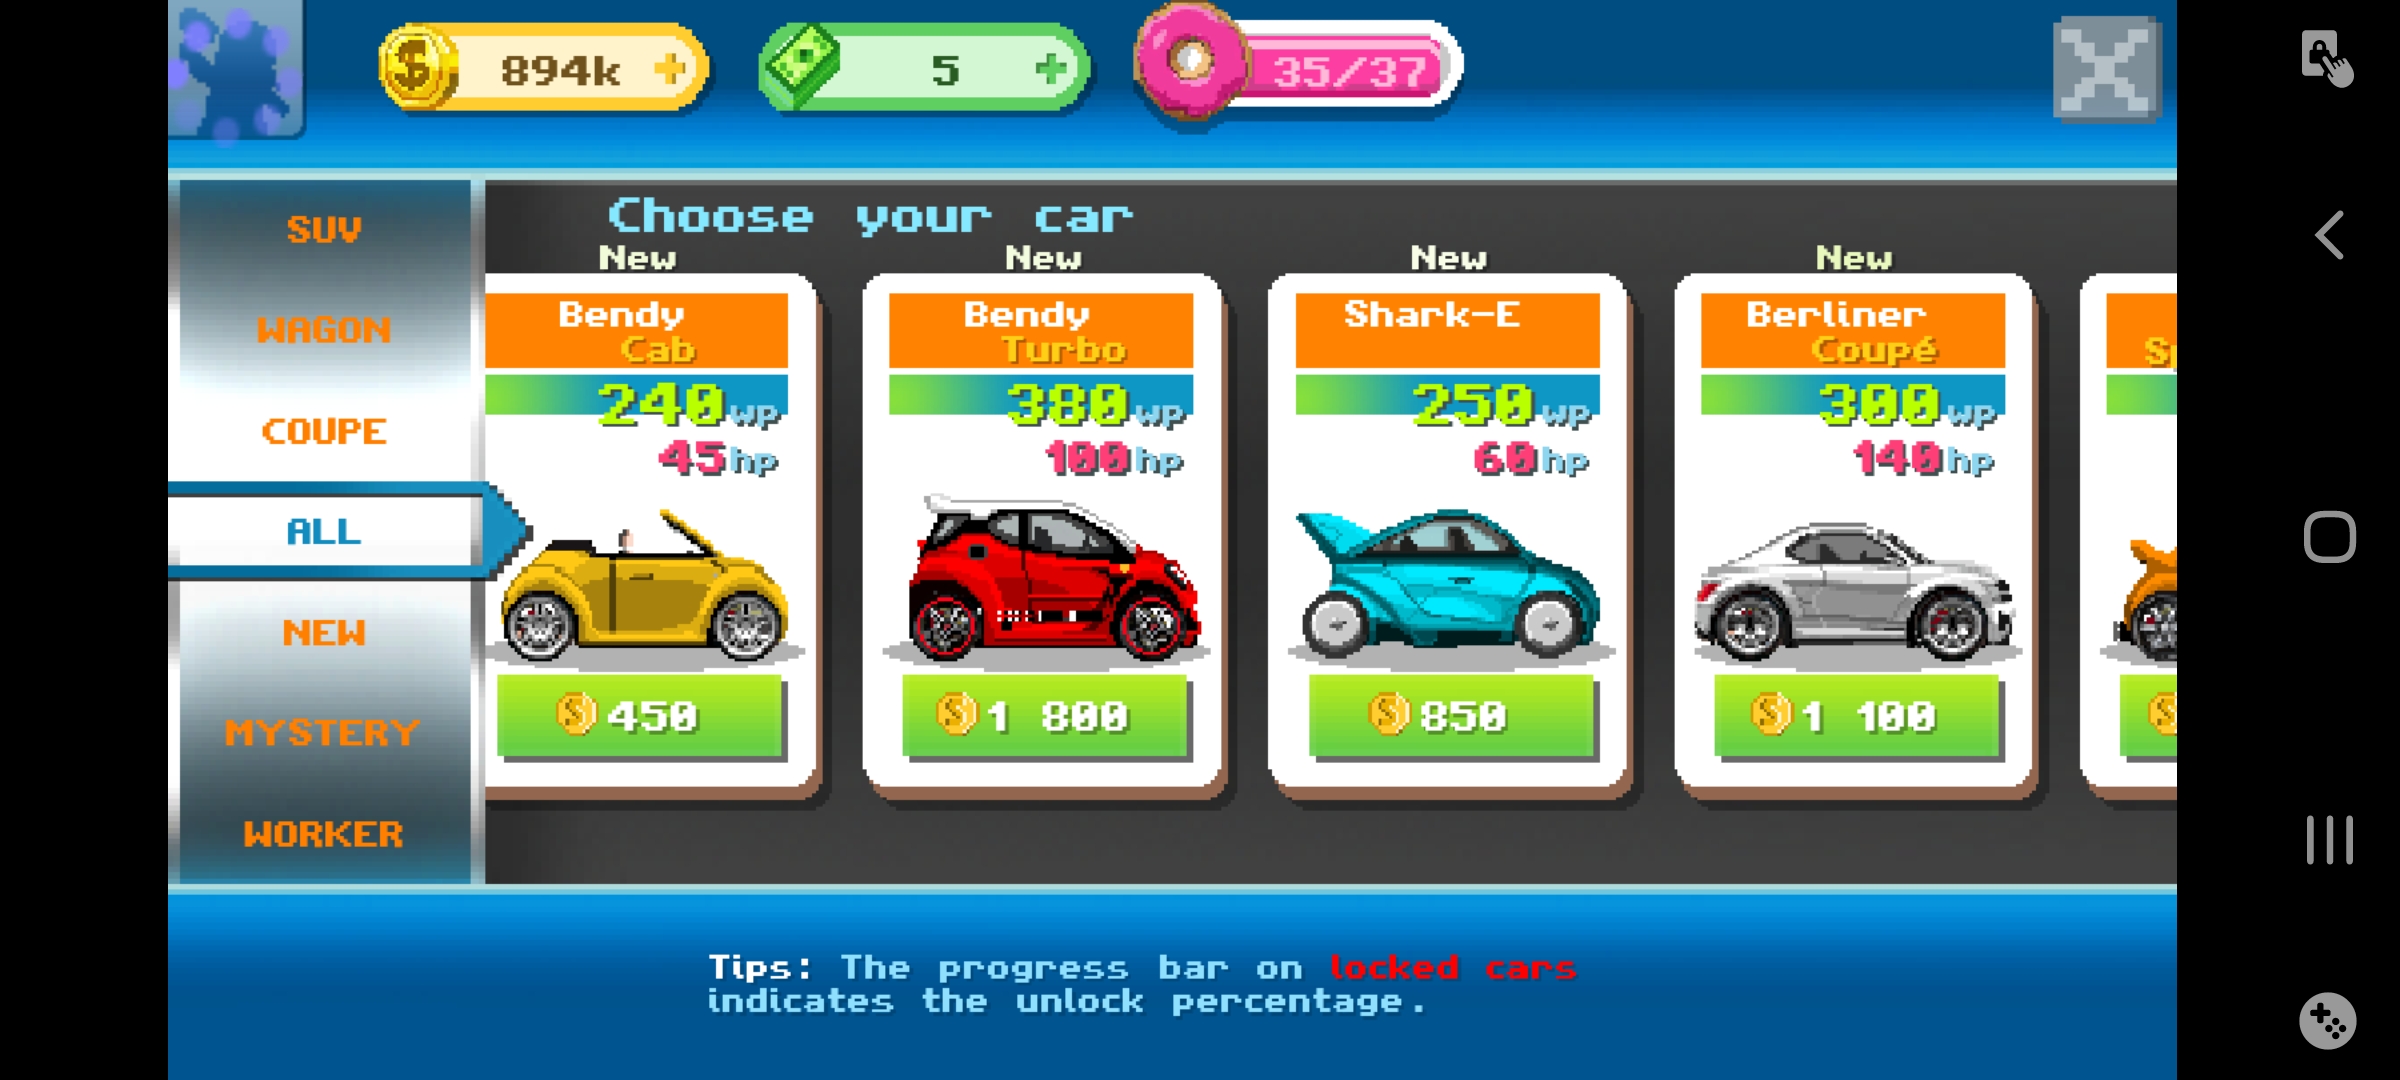 894k +
5 +
35/37
SUV
WAGON
COUPE
ALL
NEW
MYSTERY
WORKER
Choose your car
New
Bendy
Cab
240wp
45hp
450
New
Bendy
Turbo
380wp
100hp
1 800
New
Shark-E
250wp
60hp
850
New
Berliner
Coupé
300wp
140hp
1 100
Tips: The progress bar on locked cars
indicates the unlock percentage.